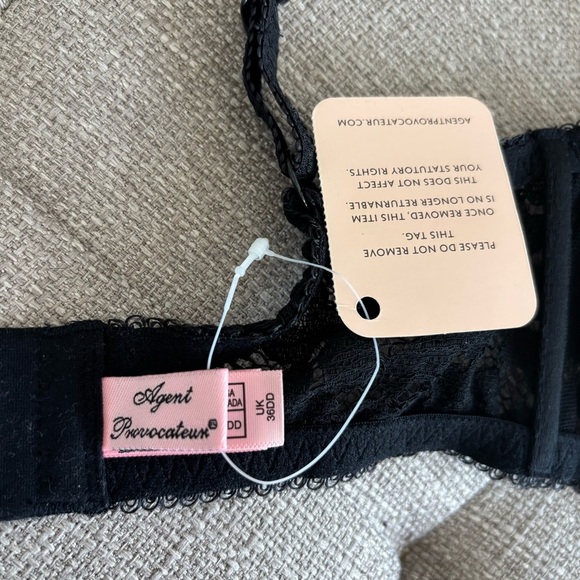 PLEASE DO NOT REMOVE
THIS TAG.
ONCE REMOVED, THIS ITEM
IS NO LONGER RETURNABLE.
THIS DOES NOT AFFECT
YOUR STATUTORY RIGHTS.
AGENTPROVOCATEUR.COM
Agent
Provocateur®
UK
36DD